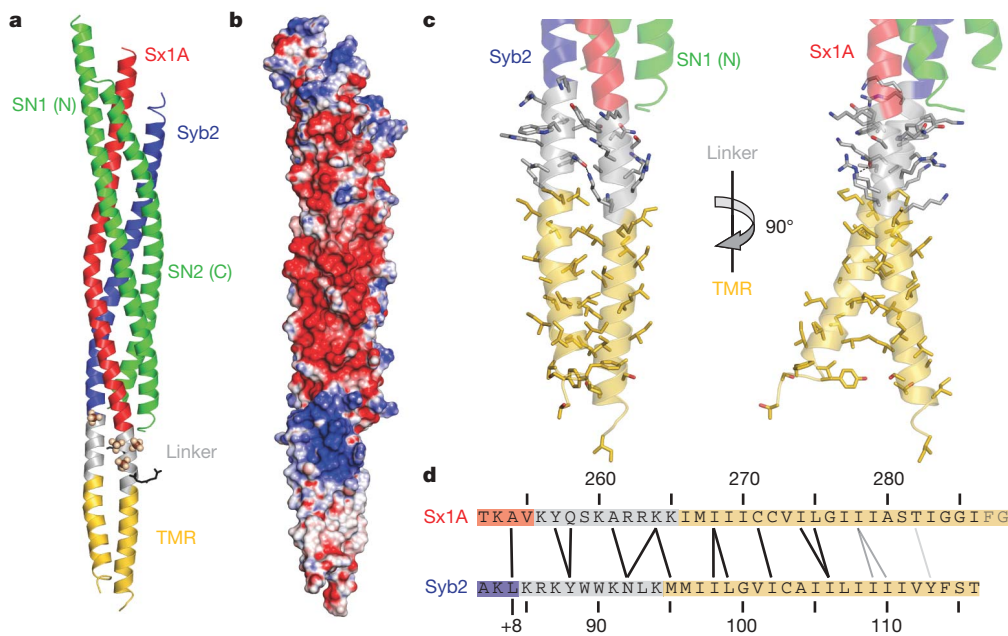 a
Sx1A
SN1 (N)
Syb2
SN2 (C)
Linker
TMR
b
c
Syb2
SN1 (N)
Sx1A
Linker
90°
TMR
d
260 270 280
Sx1A TKAVKYQSKARRKKIMIIICCVILGIIIASTIGGIFG
Syb2 AKLKRKYWWKNLKMMIILGVICAIILIIIIVYFST
+8 90 100 110